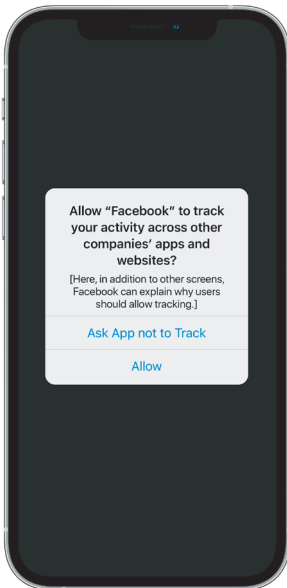 Allow “Facebook” to track
your activity across other
companies’ apps and
websites?
[Here, in addition to other screens,
Facebook can explain why users
should allow tracking.]
Ask App not to Track
Allow